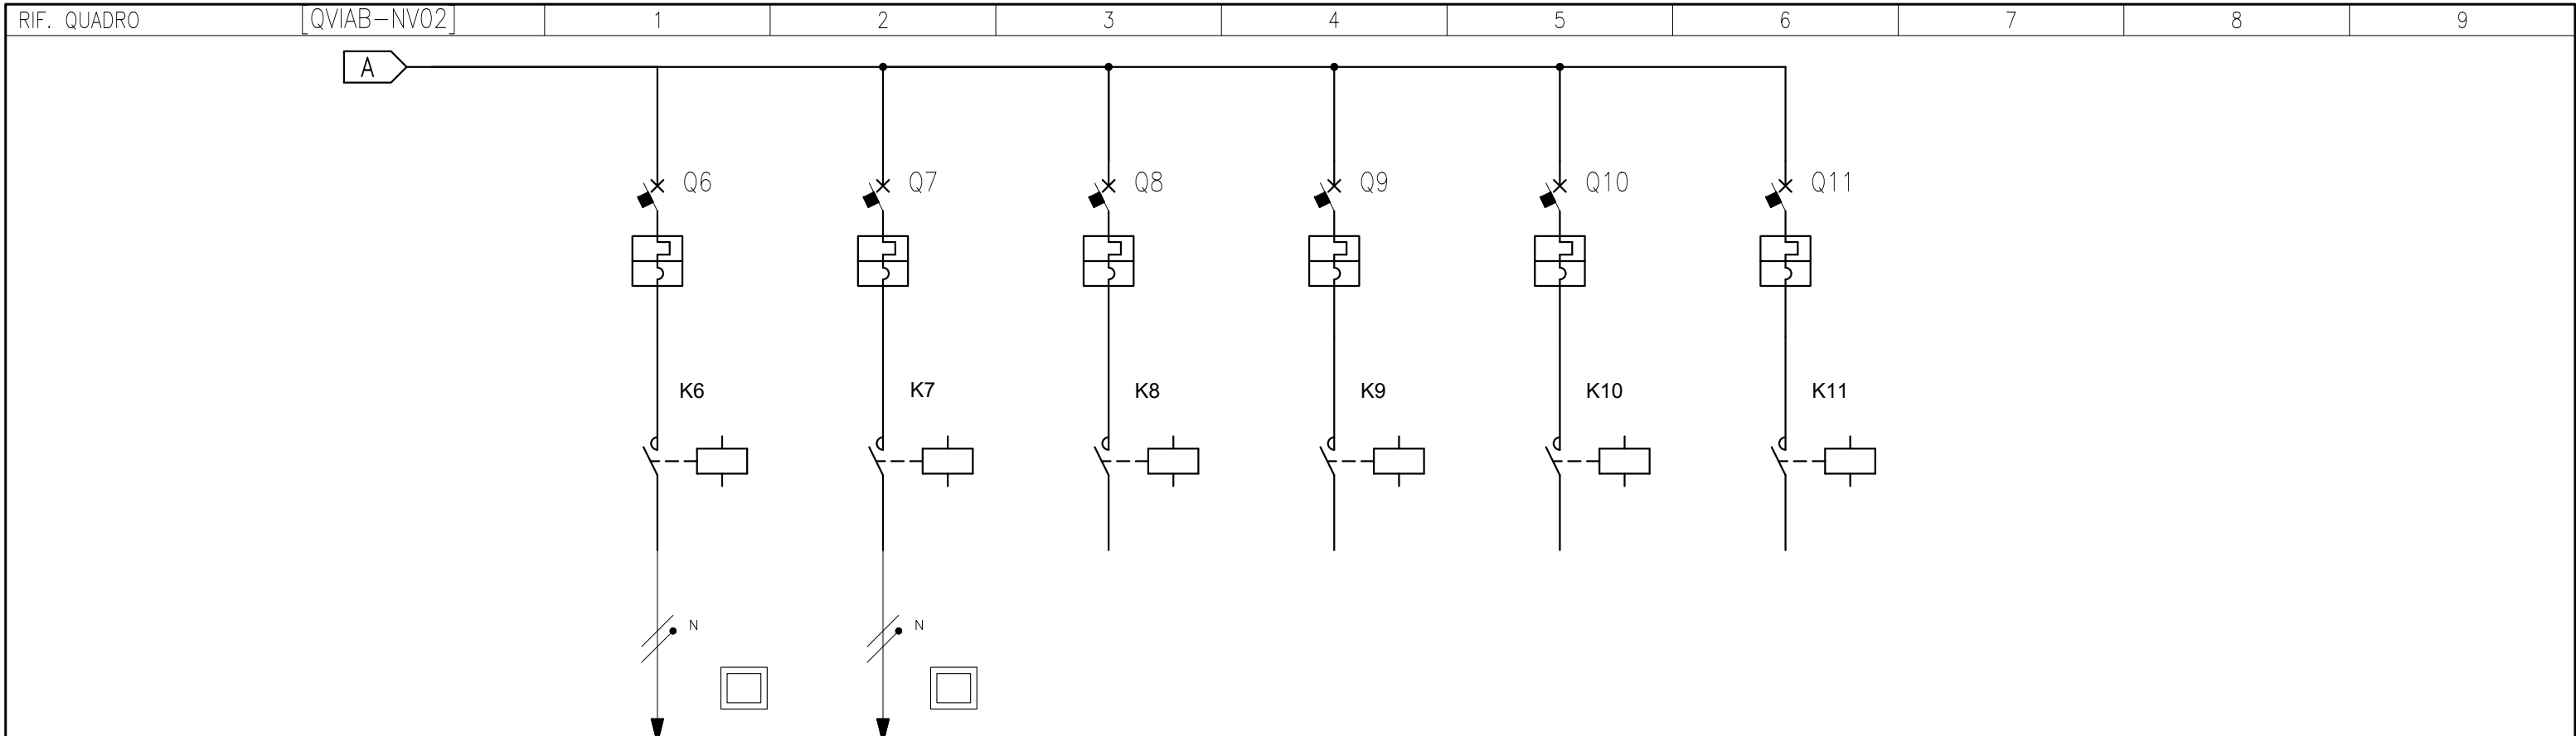 RIF. QUADRO [QVIAB-NV02] 1 2 3 4 5 6 7 8 9
A
Q6 Q7 Q8 Q9 Q10 Q11
K6 K7 K8 K9 K10 K11
N N